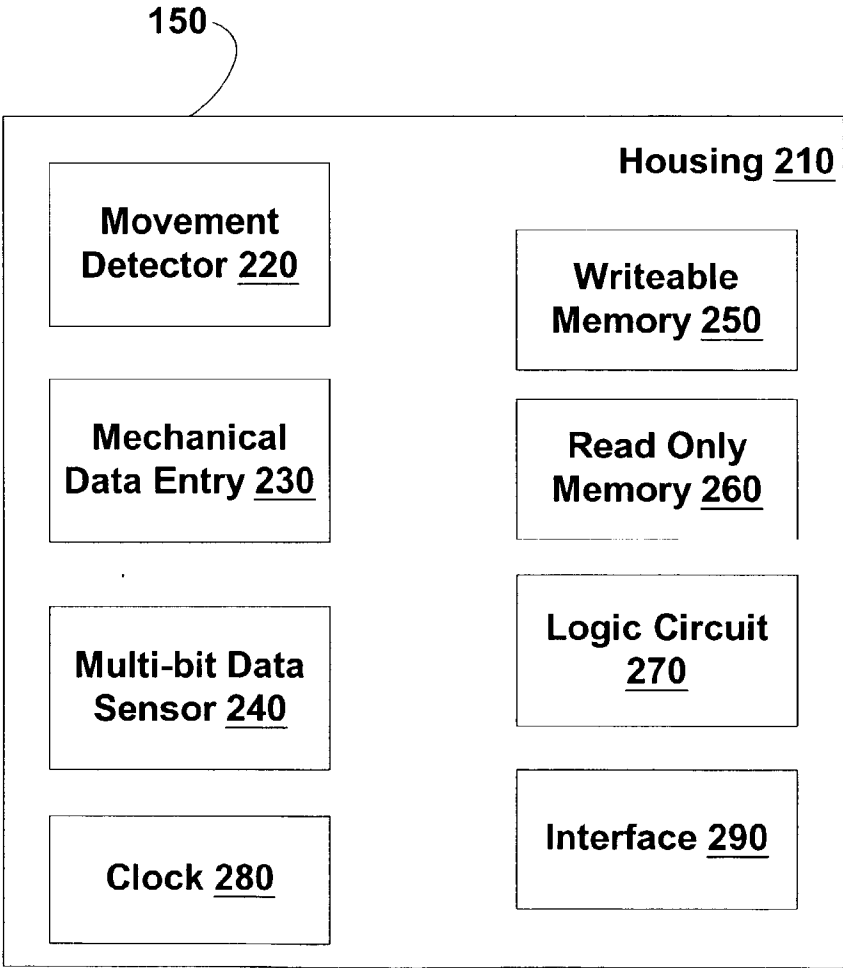 150
Housing 210
Movement
Detector 220
Writeable
Memory 250
Mechanical
Data Entry 230
Read Only
Memory 260
Multi-bit Data
Sensor 240
Logic Circuit
270
Clock 280
Interface 290